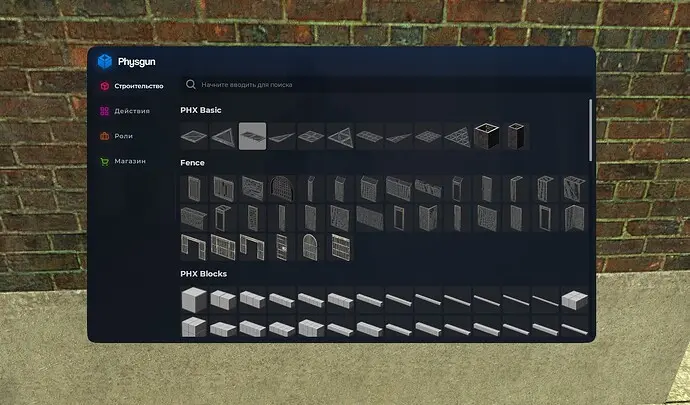 Physgun
Строительство
Начните вводить для поиска
PHX Basic
Действия
Роли
Магазин
Fence
PHX Blocks